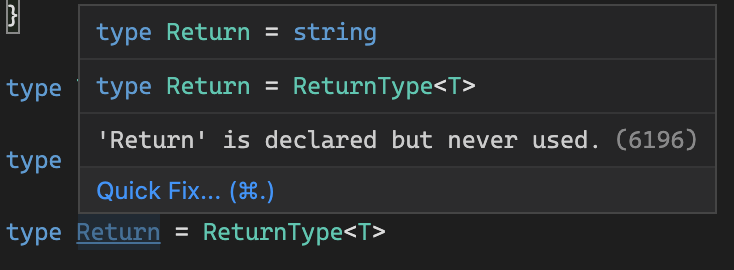 }
type Return = string
type
type Return = ReturnType<T>
'Return' is declared but never used. (6196)
type
Quick Fix... (⌘.)
type Return = ReturnType<T>